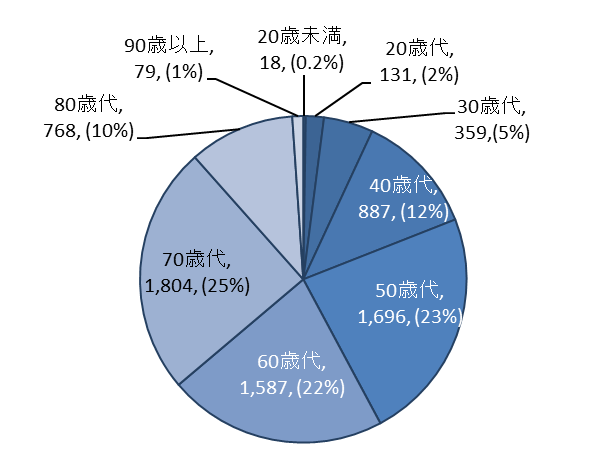 20歳未満,
18, (0.2%)
20歳代,
131, (2%)
30歳代,
359,(5%)
40歳代,
887, (12%)
50歳代,
1,696, (23%)
60歳代,
1,587, (22%)
70歳代,
1,804, (25%)
80歳代,
768, (10%)
90歳以上,
79, (1%)